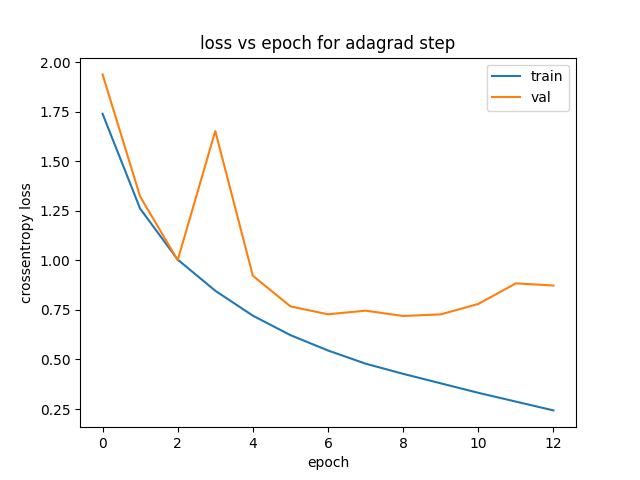 loss vs epoch for adagrad step
train
val
crossentropy loss
2.00
1.75
1.50
1.25
1.00
0.75
0.50
0.25
0 2 4 6 8 10 12
epoch